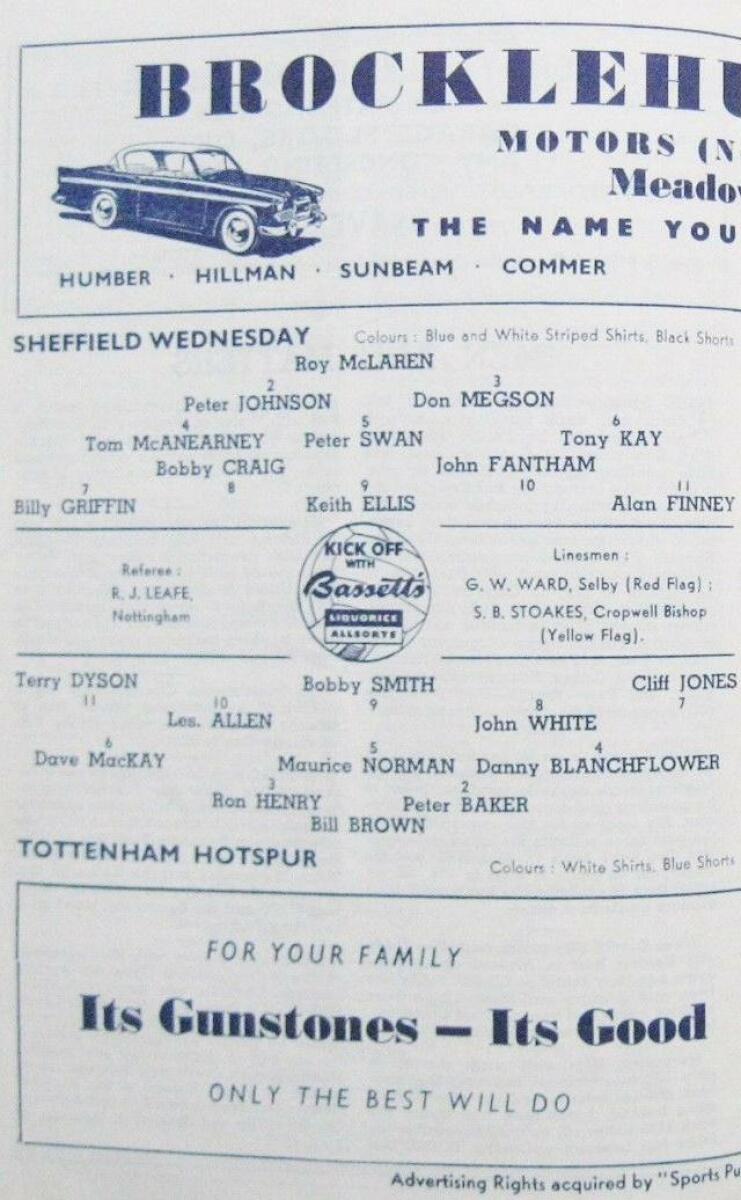 BROCKLEHU
MOTORS (N
Meadow
THE NAME YOU
HUMBER · HILLMAN · SUNBEAM · COMMER
SHEFFIELD WEDNESDAY Colours : Blue and White Striped Shirts, Black Shorts
Roy McLAREN
2 3
Peter JOHNSON Don MEGSON
4 5 6
Tom McANEARNEY Peter SWAN Tony KAY
Bobby CRAIG John FANTHAM
7 8 9 10 11
Billy GRIFFIN Keith ELLIS Alan FINNEY
Referee :
R. J. LEAFE,
Nottingham
KICK OFF
WITH
Bassett's
LIQUORICE
ALLSORTS
Linesmen :
G. W. WARD, Selby (Red Flag) ;
S. B. STOAKES, Cropwell Bishop
(Yellow Flag).
Terry DYSON Bobby SMITH Cliff JONES
11 10 9 8 7
Les. ALLEN John WHITE
6 5 4
Dave MacKAY Maurice NORMAN Danny BLANCHFLOWER
3 2
Ron HENRY Peter BAKER
Bill BROWN
TOTTENHAM HOTSPUR Colours : White Shirts, Blue Shorts
FOR YOUR FAMILY
Its Gunstones — Its Good
ONLY THE BEST WILL DO
Advertising Rights acquired by "Sports Pu